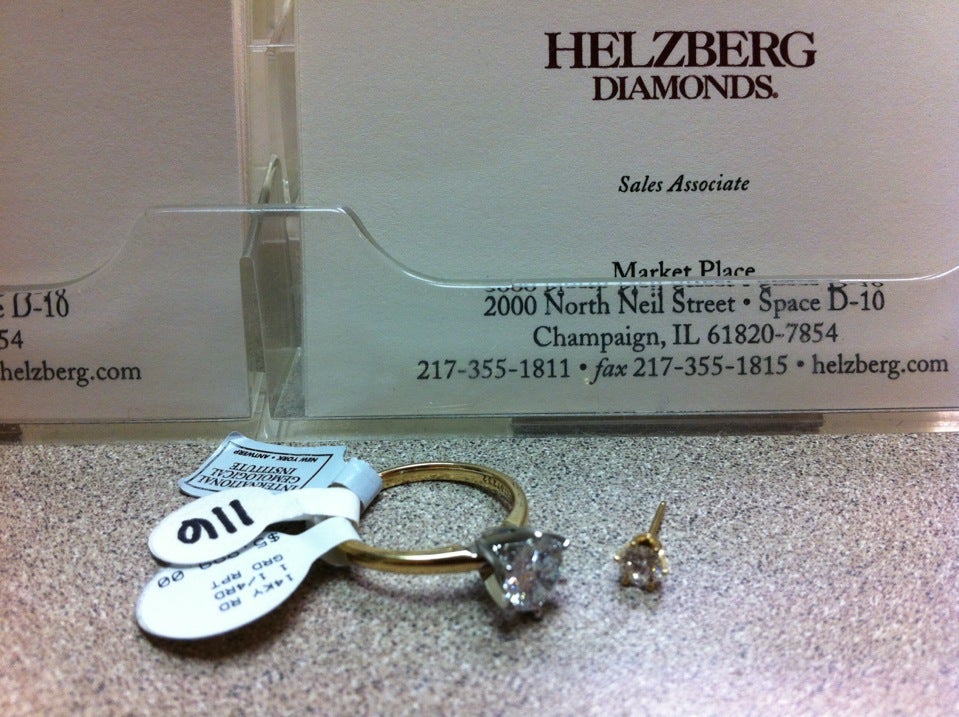 HELZBERG
DIAMONDS.
Sales Associate
Market Place
2000 North Neil Street • Space D-10
Champaign, IL 61820-7854
217-355-1811 • fax 217-355-1815 • helzberg.com
D-10
54
helzberg.com
INTERNATIONAL
GEMOLOGICAL
INSTITUTE
NEW YORK • ANTWERP
116
14KY RD
1 1/4RD
GRD RPT